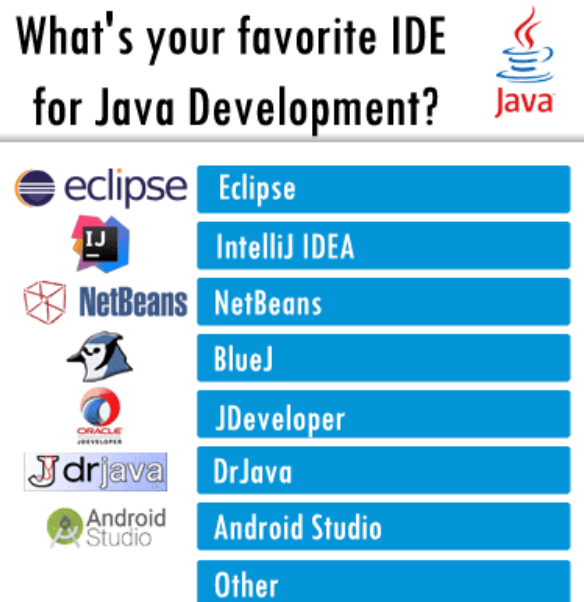 What's your favorite IDE
for Java Development?
Java
eclipse Eclipse
IJ IntelliJ IDEA
NetBeans NetBeans
BlueJ
ORACLE
JDEVELOPER
JDeveloper
drjava DrJava
Android
Studio
Android Studio
Other